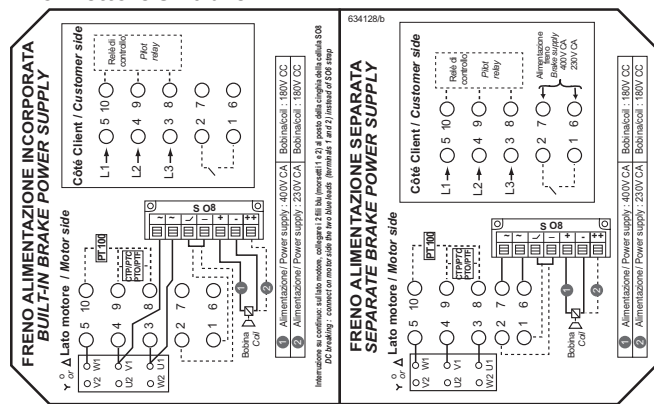 634128/b
FRENO ALIMENTAZIONE INCORPORATA
BUILT-IN BRAKE POWER SUPPLY
Y o/or Δ Lato motore / Motor side
V2 W1
U2 V1
W2 U1
5 10
4 9
3 8
2 7
1 6
PT 100
CTP/PTC
PTO/PTF
S O8
~ ~ + - ++
Bobina
Coil
1
2
Côté Client / Customer side
L1 5 10
L2 4 9
L3 3 8
2 7
1 6
Relè di
controllo
Pilot
relay
Interruzione su continuo: sul lato motore, collegare i 2 fili blu (morsetti 1 e 2) al posto della cinghia della cellula SO8
DC breaking : connect on motor side the two blue leads (terminals 1 and 2) instead of SO6 strap
1 Alimentazione/ Power supply : 400V CA Bobina/coil : 180V CC
2 Alimentazione / Power supply : 230V CA Bobina/coil : 180V CC
FRENO ALIMENTAZIONE SEPARATA
SEPARATE BRAKE POWER SUPPLY
Y o/or Δ Lato motore / Motor side
V2 W1
U2 V1
W2 U1
5 10
4 9
3 8
2 7
1 6
PT 100
CTP/PTC
PTO/PTF
S O8
~ ~ + - ++
Bobina
Coil
1
2
Côté Client / Customer side
L1 5 10
L2 4 9
L3 3 8
2 7
1 6
Relè di
controllo
Pilot
relay
Alimentazione
freno
Brake supply
400V CA
230V CA
1 Alimentazione/ Power supply : 400V CA Bobina/coil : 180V CC
2 Alimentazione / Power supply : 230V CA Bobina/coil : 180V CC